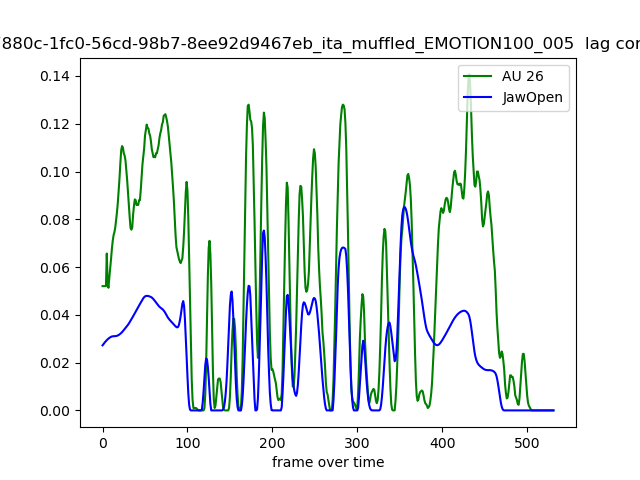 7880c-1fc0-56cd-98b7-8ee92d9467eb_ita_muffled_EMOTION100_005 lag cor
AU 26
JawOpen
0.14
0.12
0.10
0.08
0.06
0.04
0.02
0.00
0 100 200 300 400 500
frame over time